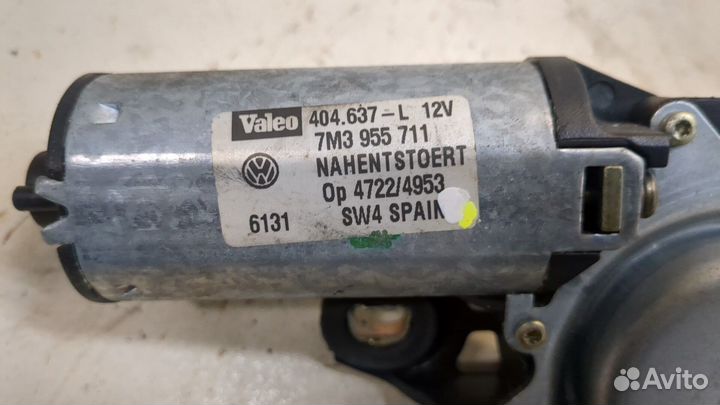 Valeo 404.637-L 12V
7M3 955 711
NAHENTSTOERT
Op 4722/4953
6131 SW4 SPAIN
Avito